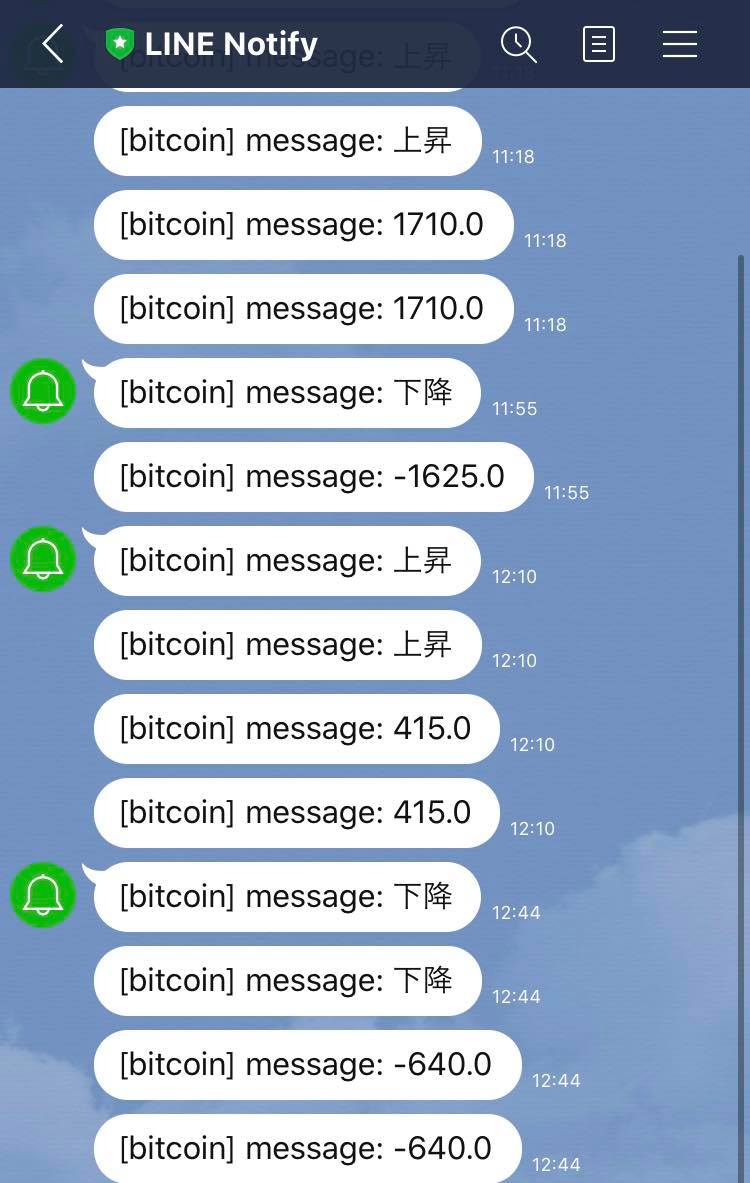 LINE Notify
[bitcoin] message: 上昇
[bitcoin] message: 上昇
11:18
[bitcoin] message: 1710.0
11:18
[bitcoin] message: 1710.0
11:18
[bitcoin] message: 下降
11:55
[bitcoin] message: -1625.0
11:55
[bitcoin] message: 上昇
12:10
[bitcoin] message: 上昇
12:10
[bitcoin] message: 415.0
12:10
[bitcoin] message: 415.0
12:10
[bitcoin] message: 下降
12:44
[bitcoin] message: 下降
12:44
[bitcoin] message: -640.0
12:44
[bitcoin] message: -640.0
12:44